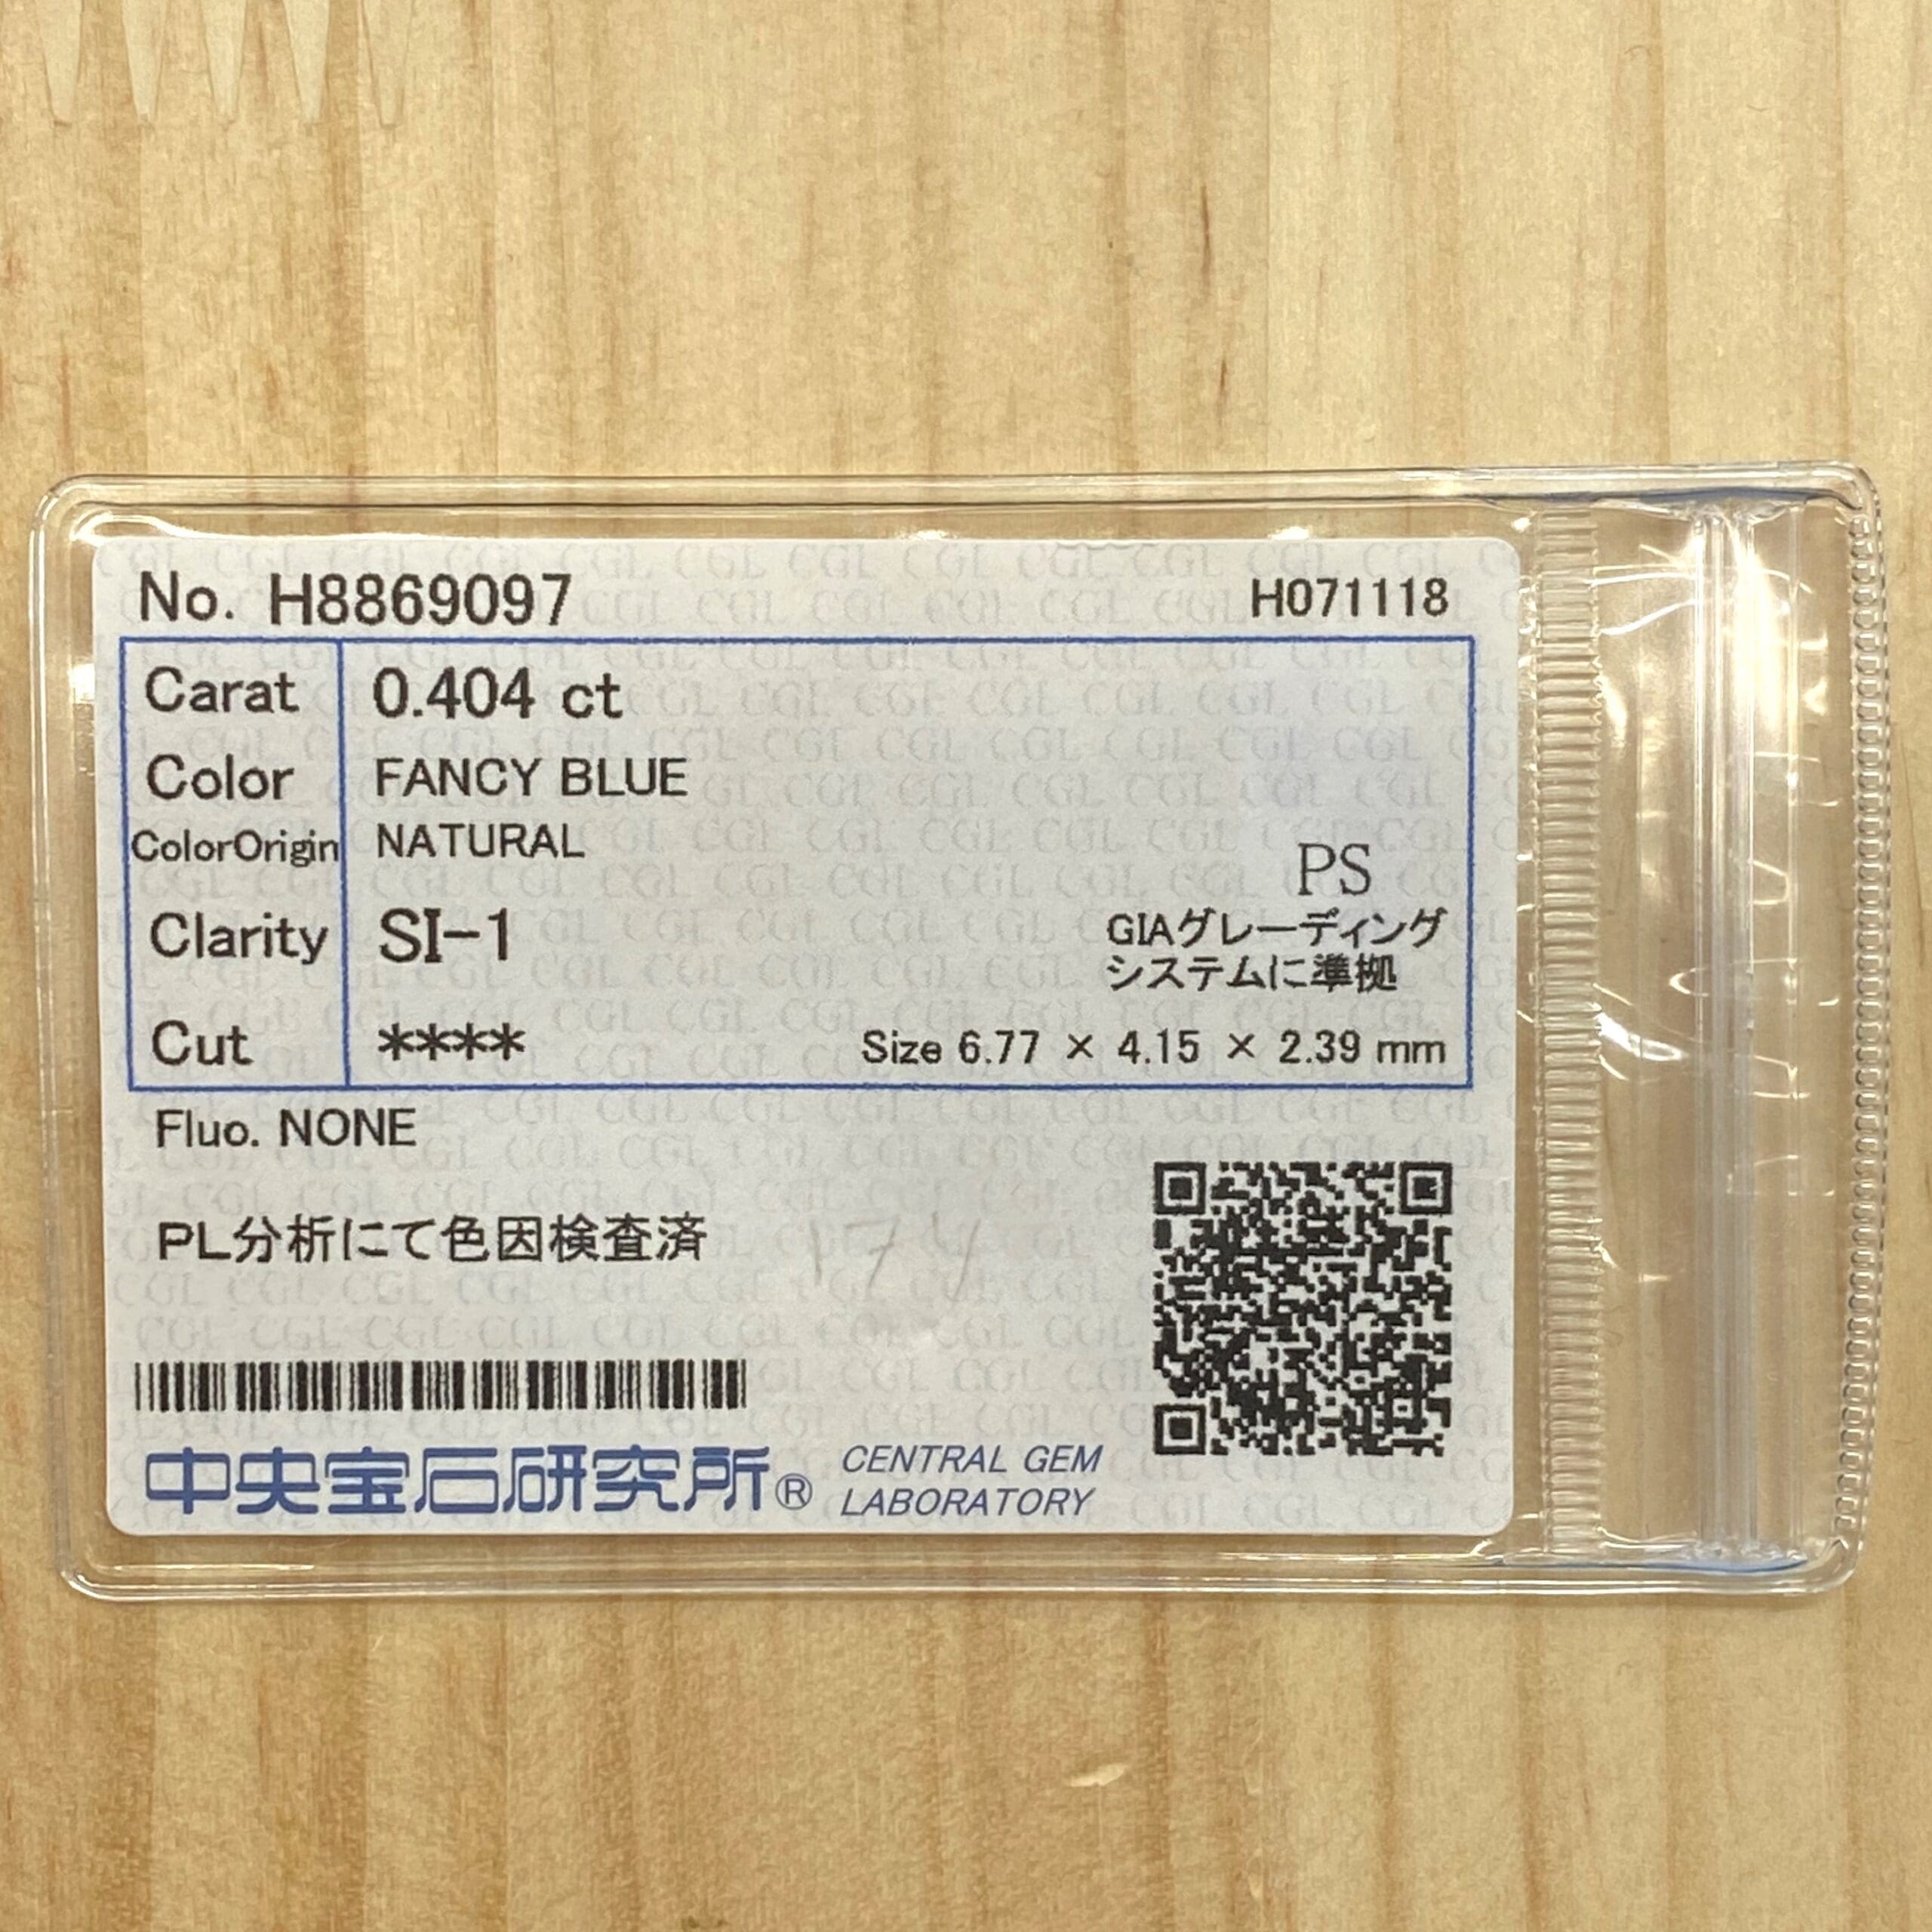 No. H8869097 H071118
Carat 0.404 ct
Color FANCY BLUE
ColorOrigin NATURAL
PS
Clarity SI-1
GIAグレーディング
システムに準拠
Cut **** Size 6.77 × 4.15 × 2.39 mm
Fluo. NONE
PL分析にて色因検査済
中央宝石研究所® CENTRAL GEM
LABORATORY